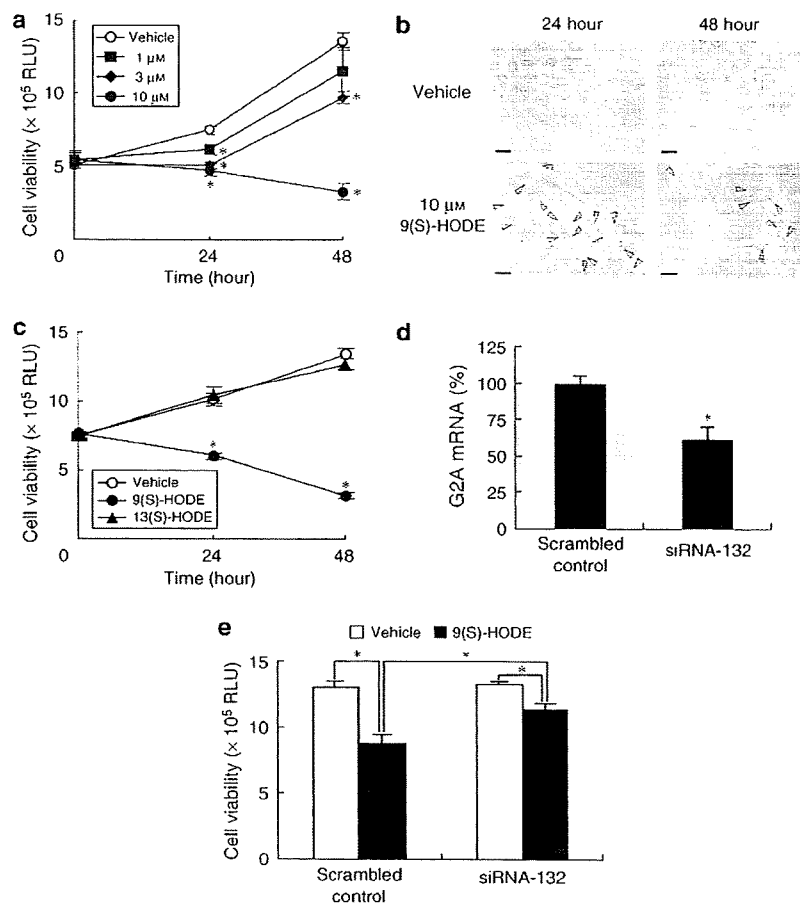 a
15
10
5
0
Cell viability (× 10⁵ RLU)
Vehicle
1 μM
3 μM
10 μM
*
*
*
*
*
24
48
Time (hour)
b
24 hour
48 hour
Vehicle
10 μM
9(S)-HODE
c
15
10
5
0
Cell viability (× 10⁵ RLU)
Vehicle
9(S)-HODE
13(S)-HODE
*
*
24
48
Time (hour)
d
125
100
75
50
25
0
G2A mRNA (%)
*
Scrambled
control
siRNA-132
e
Vehicle
9(S)-HODE
15
10
5
0
Cell viability (× 10⁵ RLU)
*
*
*
Scrambled
control
siRNA-132